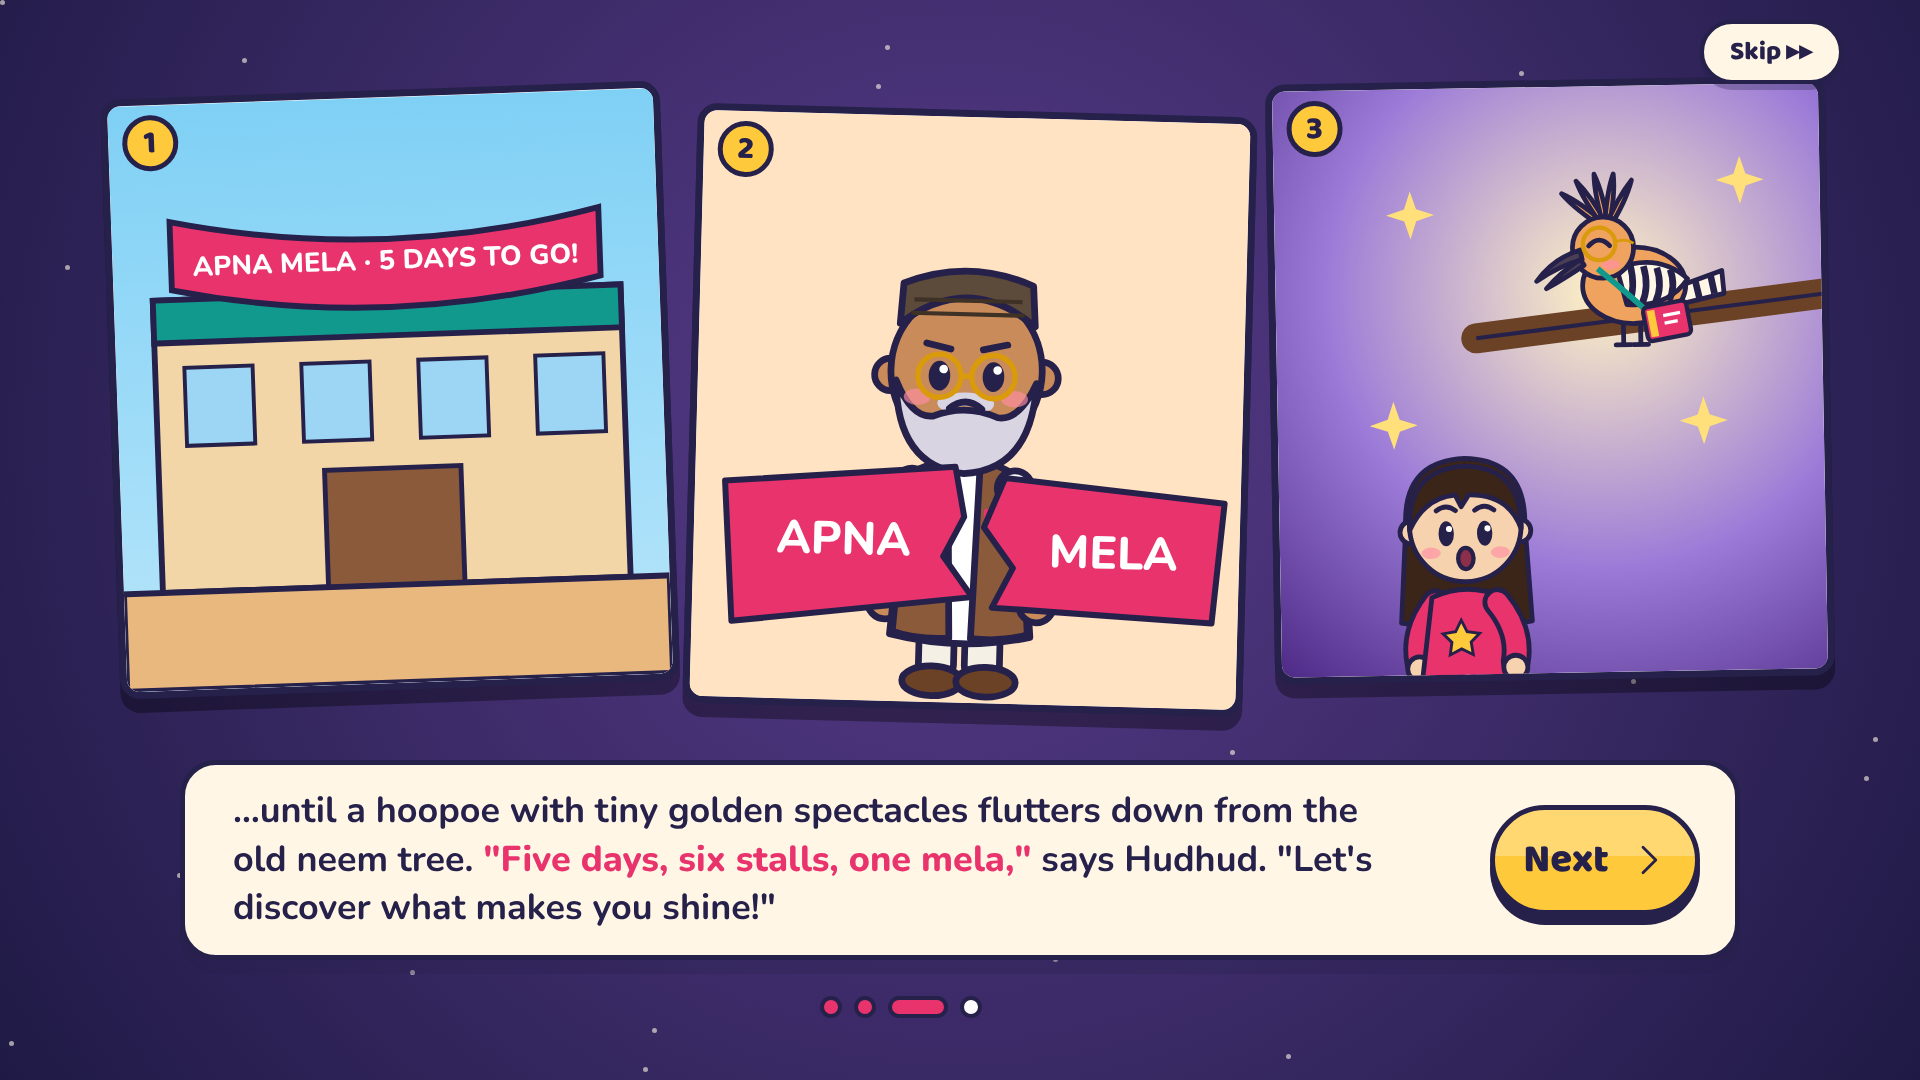 Skip
1
APNA MELA · 5 DAYS TO GO!
2
APNA
MELA
3
...until a hoopoe with tiny golden spectacles flutters down from the
old neem tree. "Five days, six stalls, one mela," says Hudhud. "Let's
discover what makes you shine!"
Next